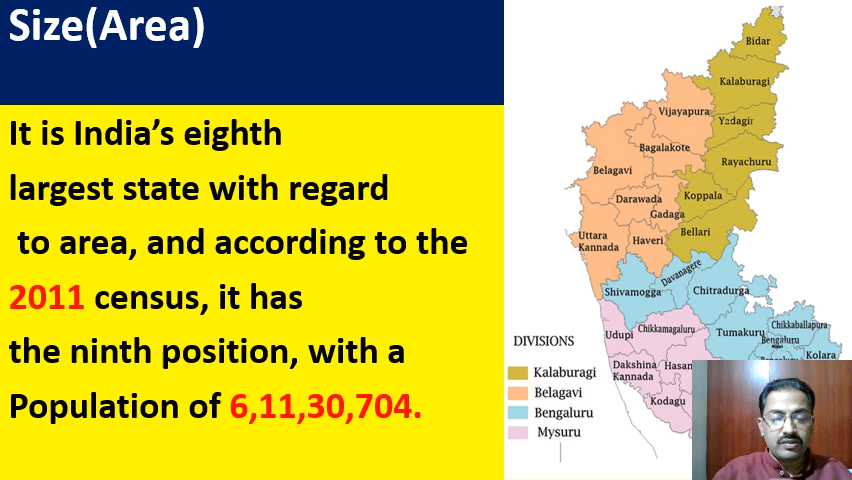 Size(Area)
It is India's eighth
largest state with regard
to area, and according to the
2011 census, it has
the ninth position, with a
Population of 6,11,30,704.
Bidar
Kalaburagi
Vijayapura
Yadagir
Bagalakote
Rayachuru
Belagavi
Koppala
Darawada
Gadaga
Bellari
Uttara
Kannada
Haveri
Davanagere
Shivamogga
Chitradurga
Udupi
Chikkamagaluru
Tumakuru
Chikkaballapura
Bengaluru
Kolara
Dakshina
Kannada
Hasan
Kodagu
DIVISIONS
Kalaburagi
Belagavi
Bengaluru
Mysuru